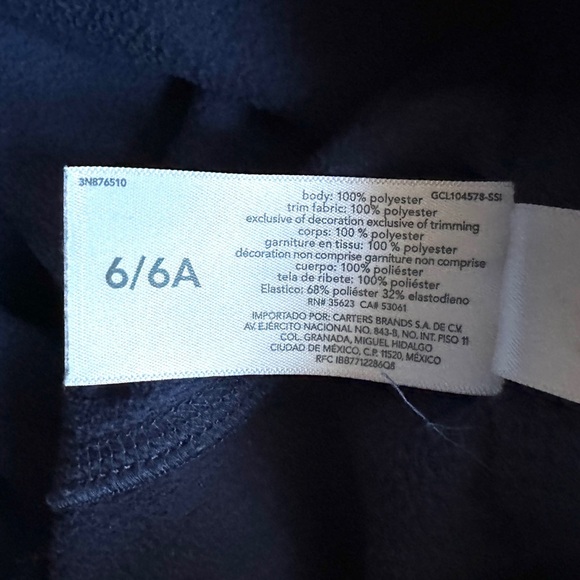 3N876510
6/6A
body: 100% polyester GCL104578-SSI
trim fabric: 100% polyester
exclusive of decoration exclusive of trimming
corps: 100 % polyester
garniture en tissu: 100% polyester
décoration non comprise garniture non comprise
cuerpo: 100% poliéster
tela de ribete: 100% poliéster
Elastico: 68% poliéster 32% elastodieno
RN# 35623 CA# 53061
IMPORTADO POR: CARTERS BRANDS S.A. DE C.V.
AV. EJÉRCITO NACIONAL NO. 843-B, NO. INT. PISO 11
COL. GRANADA, MIGUEL HIDALGO
CIUDAD DE MÉXICO, C.P. 11520, MÉXICO
RFC IBB7712286Q8